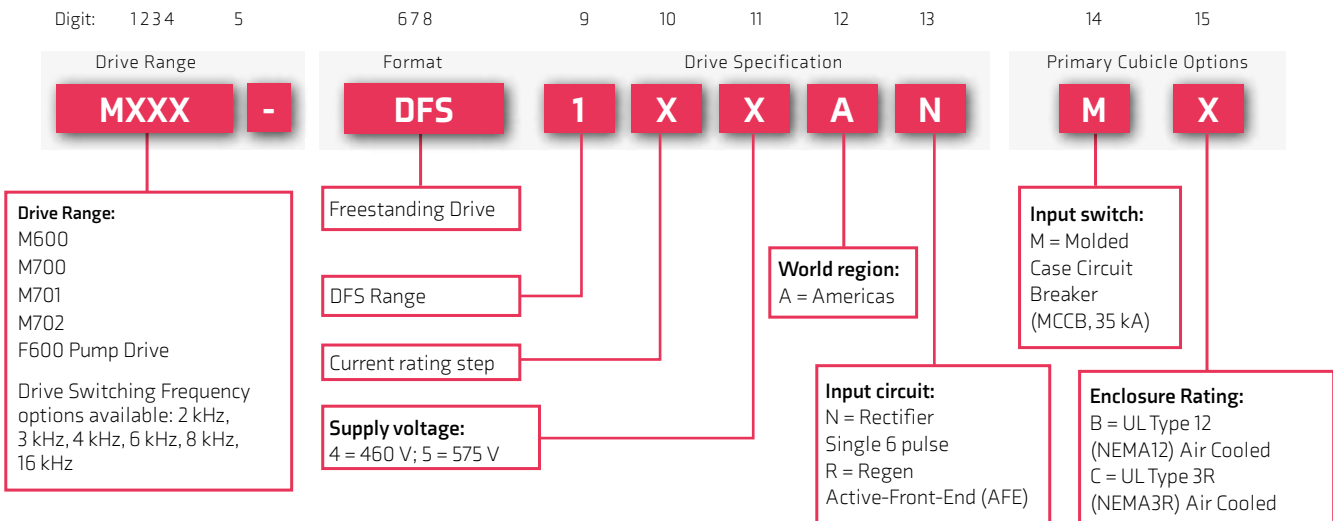 Digit: 1 2 3 4 5 6 7 8 9 10 11 12 13 14 15
Drive Range Format Drive Specification Primary Cubicle Options
MXXX - DFS 1 X X A N M X
Drive Range:
M600
M700
M701
M702
F600 Pump Drive
Drive Switching Frequency
options available: 2 kHz,
3 kHz, 4 kHz, 6 kHz, 8 kHz,
16 kHz
Freestanding Drive
DFS Range
Current rating step
Supply voltage:
4 = 460 V; 5 = 575 V
World region:
A = Americas
Input circuit:
N = Rectifier
Single 6 pulse
R = Regen
Active-Front-End (AFE)
Input switch:
M = Molded
Case Circuit
Breaker
(MCCB, 35 kA)
Enclosure Rating:
B = UL Type 12
(NEMA12) Air Cooled
C = UL Type 3R
(NEMA3R) Air Cooled